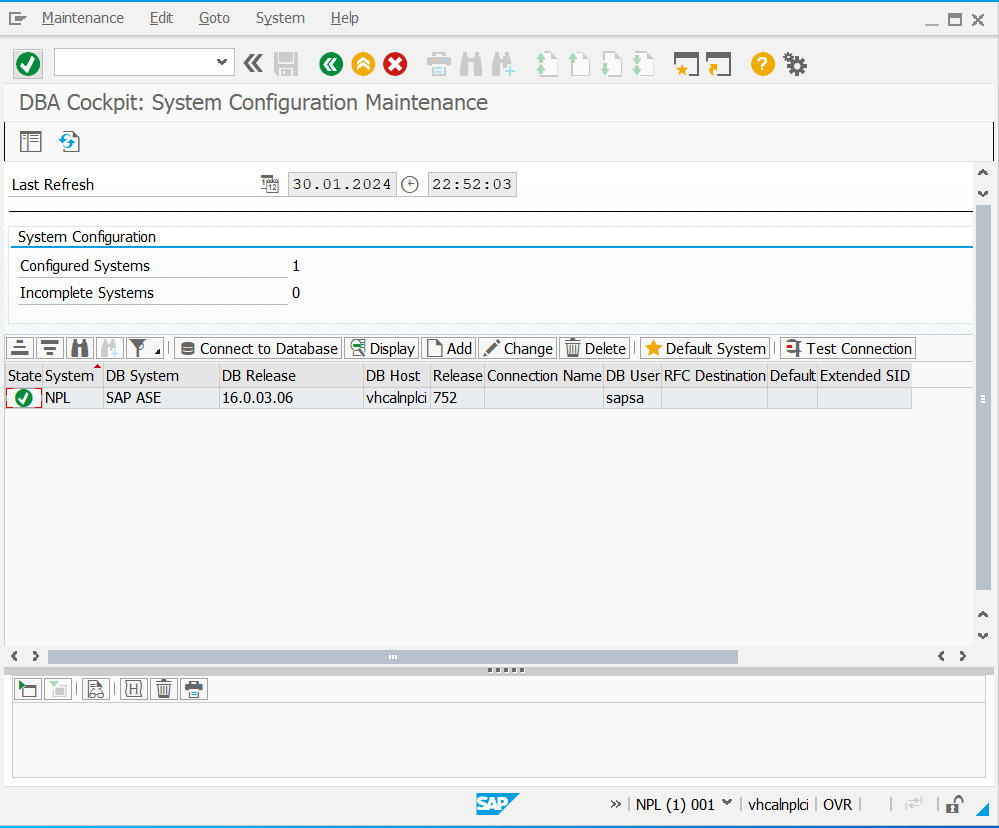 Maintenance Edit Goto System Help
DBA Cockpit: System Configuration Maintenance
Last Refresh 30.01.2024 22:52:03
System Configuration
Configured Systems 1
Incomplete Systems 0
Connect to Database Display Add Change Delete Default System Test Connection
State System DB System DB Release DB Host Release Connection Name DB User RFC Destination Default Extended SID
NPL SAP ASE 16.0.03.06 vhcalnplci 752 sapsa
SAP NPL (1) 001 vhcalnplci OVR